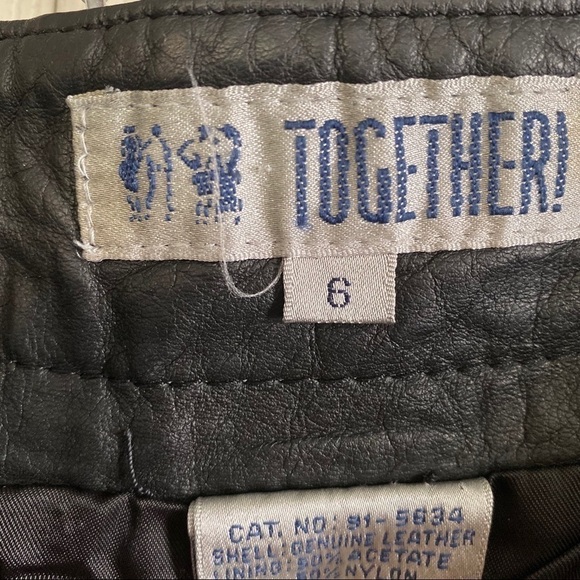 TOGETHER!
6
CAT. NO: 91-5634
SHELL: GENUINE LEATHER
LINING: 50% ACETATE
50% NYLON